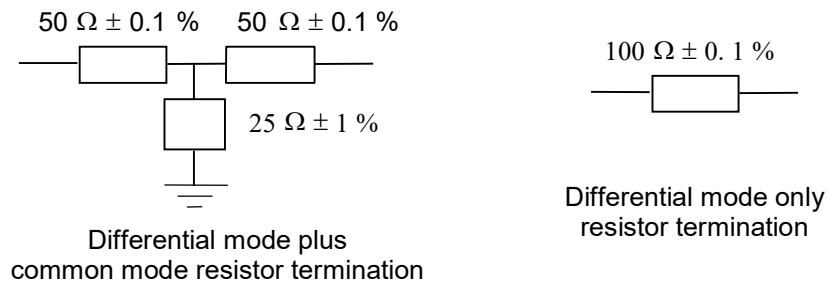 50 Ω ± 0.1 % 50 Ω ± 0.1 %
25 Ω ± 1 %
Differential mode plus
common mode resistor termination
100 Ω ± 0. 1 %
Differential mode only
resistor termination